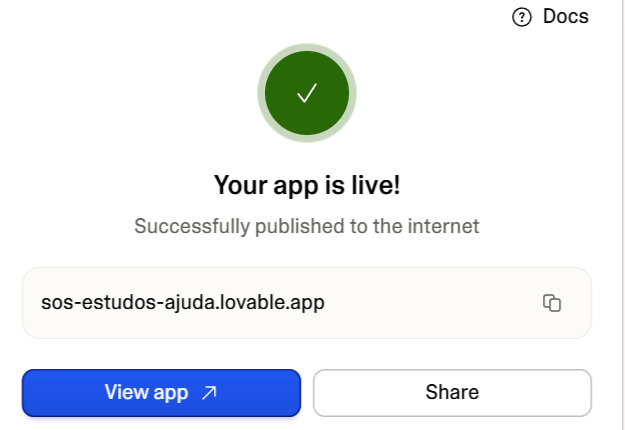 Docs
Your app is live!
Successfully published to the internet
sos-estudos-ajuda.lovable.app
View app
Share